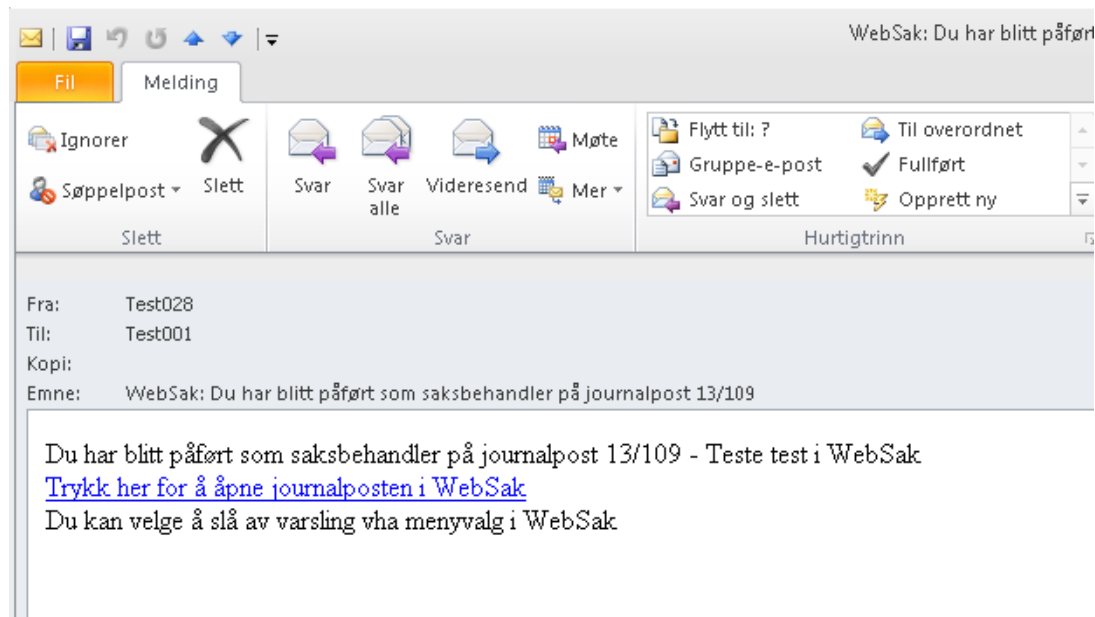 WebSak: Du har blitt påført
Fil
Melding
Ignorer
Søppelpost
Slett
Slett
Svar
Svar alle
Videresend
Møte
Mer
Svar
Flytt til: ?
Gruppe-e-post
Svar og slett
Til overordnet
Fullført
Opprett ny
Hurtigtrinn
Fra: Test028
Til: Test001
Kopi:
Emne: WebSak: Du har blitt påført som saksbehandler på journalpost 13/109
Du har blitt påført som saksbehandler på journalpost 13/109 - Teste test i WebSak
Trykk her for å åpne journalposten i WebSak
Du kan velge å slå av varsling vha menyvalg i WebSak